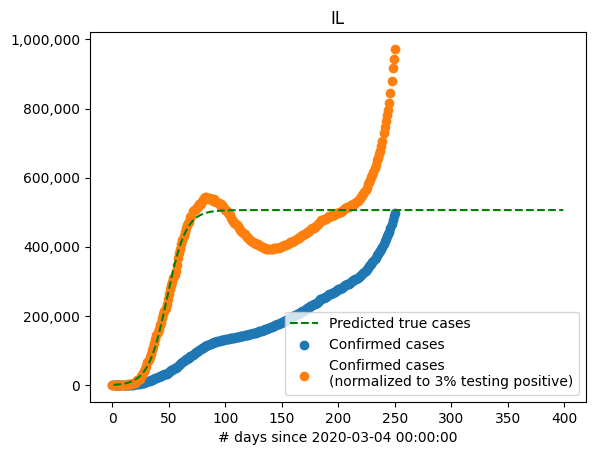 IL
1,000,000
800,000
600,000
400,000
200,000
0
Predicted true cases
Confirmed cases
Confirmed cases
(normalized to 3% testing positive)
0 50 100 150 200 250 300 350 400
# days since 2020-03-04 00:00:00